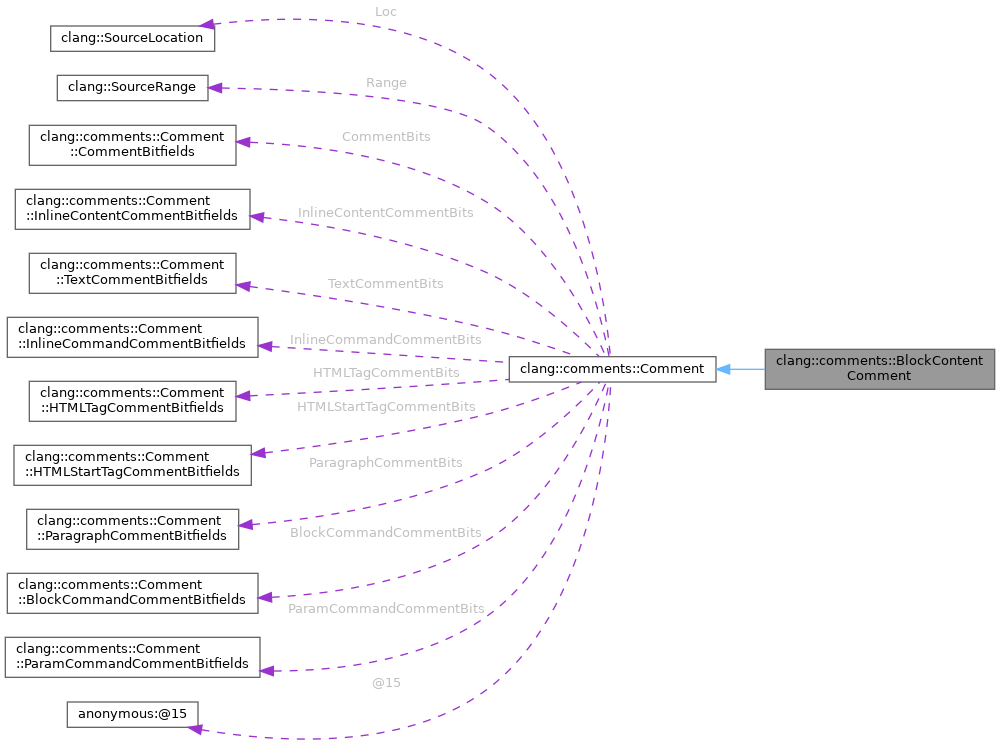 Loc
clang::SourceLocation
Range
clang::SourceRange
CommentBits
clang::comments::Comment
::CommentBitfields
InlineContentCommentBits
clang::comments::Comment
::InlineContentCommentBitfields
TextCommentBits
clang::comments::Comment
::TextCommentBitfields
InlineCommandCommentBits
clang::comments::Comment
::InlineCommandCommentBitfields
HTMLTagCommentBits
clang::comments::Comment
::HTMLTagCommentBitfields
HTMLStartTagCommentBits
clang::comments::Comment
::HTMLStartTagCommentBitfields
ParagraphCommentBits
clang::comments::Comment
::ParagraphCommentBitfields
BlockCommandCommentBits
clang::comments::Comment
::BlockCommandCommentBitfields
ParamCommandCommentBits
clang::comments::Comment
::ParamCommandCommentBitfields
@15
anonymous:@15
clang::comments::Comment
clang::comments::BlockContent
Comment